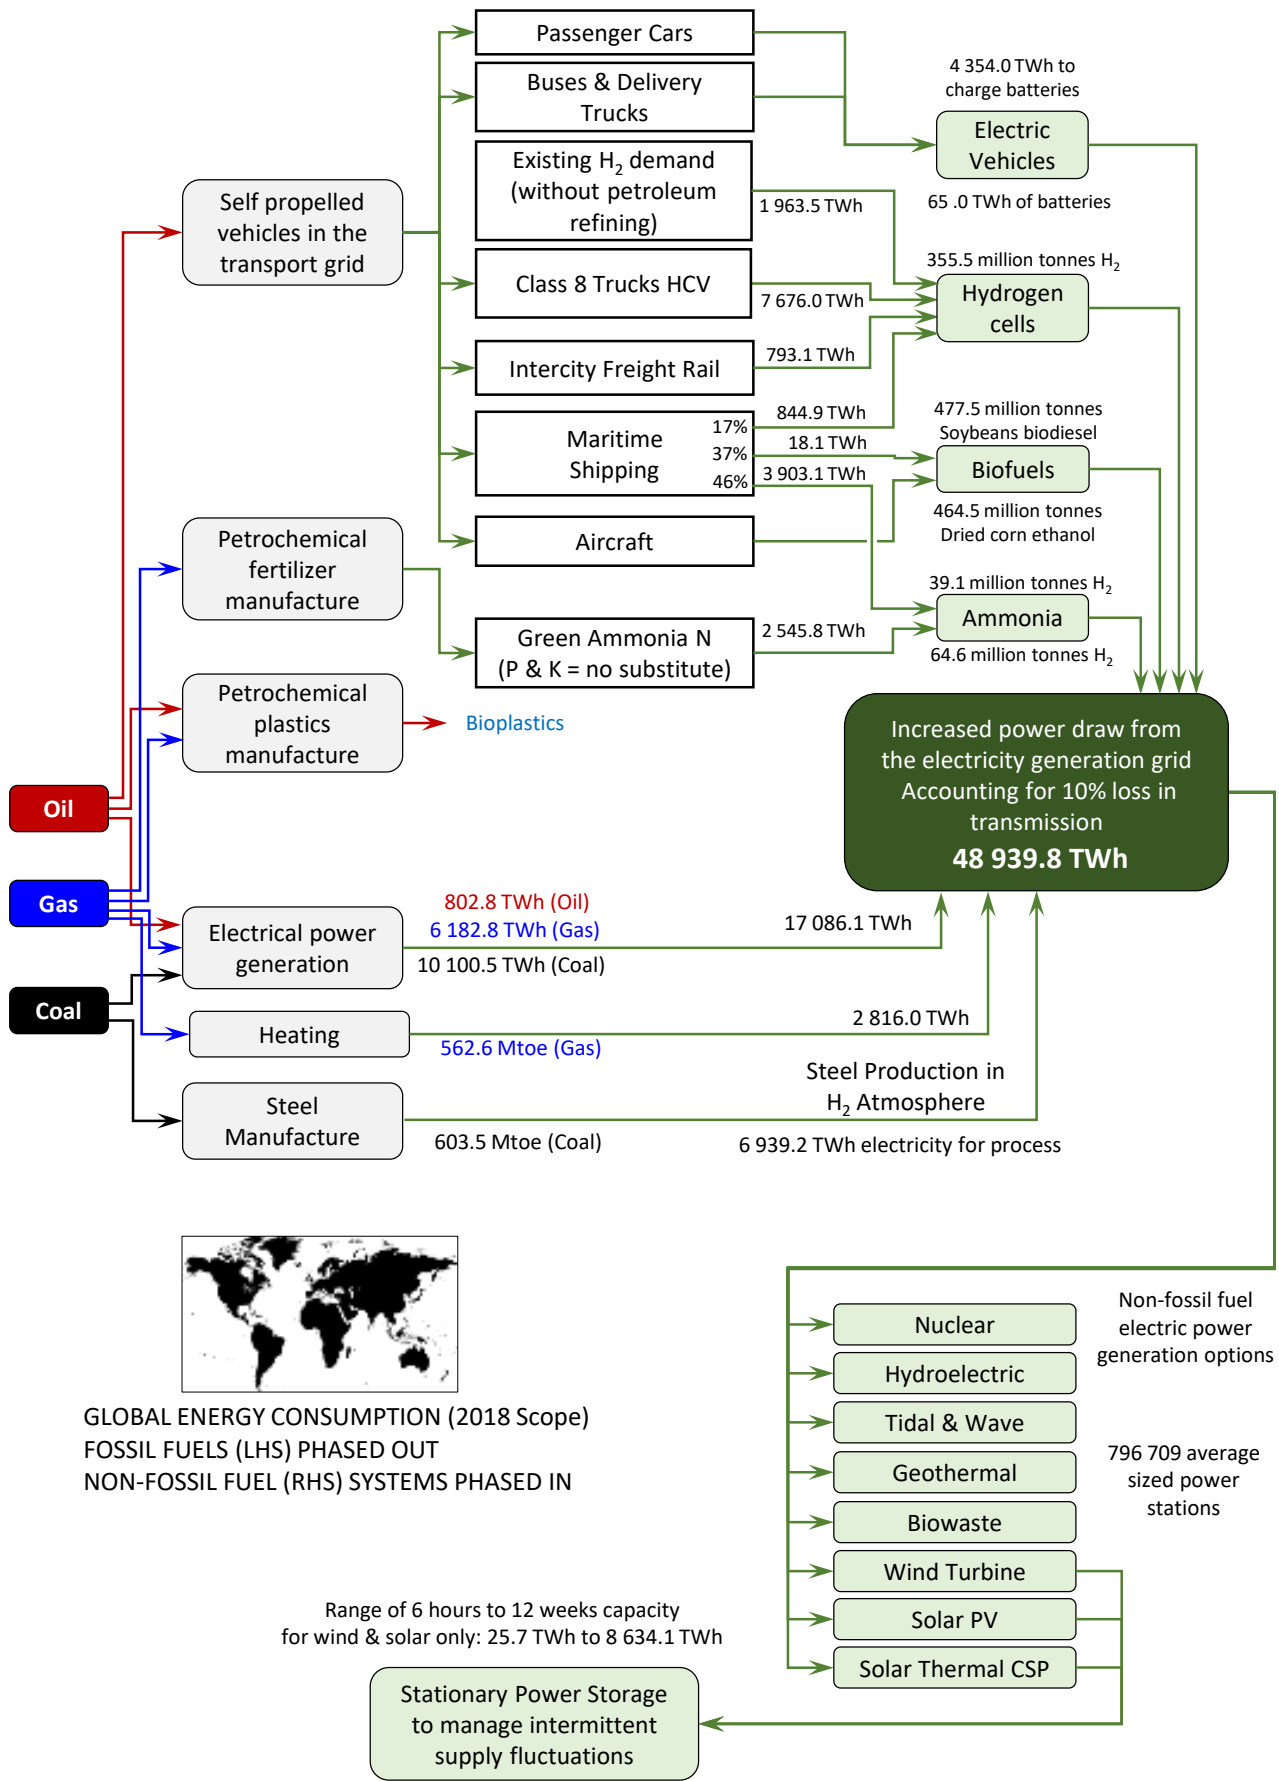 Passenger Cars
Buses & Delivery
Trucks
Existing H₂ demand
(without petroleum
refining)
1 963.5 TWh
Class 8 Trucks HCV
7 676.0 TWh
Intercity Freight Rail
793.1 TWh
Maritime
Shipping
17%
37%
46%
844.9 TWh
18.1 TWh
3 903.1 TWh
Aircraft
Green Ammonia N
(P & K = no substitute)
2 545.8 TWh
4 354.0 TWh to
charge batteries
Electric
Vehicles
65 .0 TWh of batteries
355.5 million tonnes H₂
Hydrogen
cells
477.5 million tonnes
Soybeans biodiesel
Biofuels
464.5 million tonnes
Dried corn ethanol
39.1 million tonnes H₂
Ammonia
64.6 million tonnes H₂
Self propelled
vehicles in the
transport grid
Petrochemical
fertilizer
manufacture
Petrochemical
plastics
manufacture
Bioplastics
Oil
Gas
Coal
Increased power draw from
the electricity generation grid
Accounting for 10% loss in
transmission
48 939.8 TWh
Electrical power
generation
802.8 TWh (Oil)
6 182.8 TWh (Gas)
10 100.5 TWh (Coal)
17 086.1 TWh
Heating
562.6 Mtoe (Gas)
2 816.0 TWh
Steel
Manufacture
603.5 Mtoe (Coal)
Steel Production in
H₂ Atmosphere
6 939.2 TWh electricity for process
GLOBAL ENERGY CONSUMPTION (2018 Scope)
FOSSIL FUELS (LHS) PHASED OUT
NON-FOSSIL FUEL (RHS) SYSTEMS PHASED IN
Nuclear
Hydroelectric
Tidal & Wave
Geothermal
Biowaste
Wind Turbine
Solar PV
Solar Thermal CSP
Non-fossil fuel
electric power
generation options
796 709 average
sized power
stations
Range of 6 hours to 12 weeks capacity
for wind & solar only: 25.7 TWh to 8 634.1 TWh
Stationary Power Storage
to manage intermittent
supply fluctuations